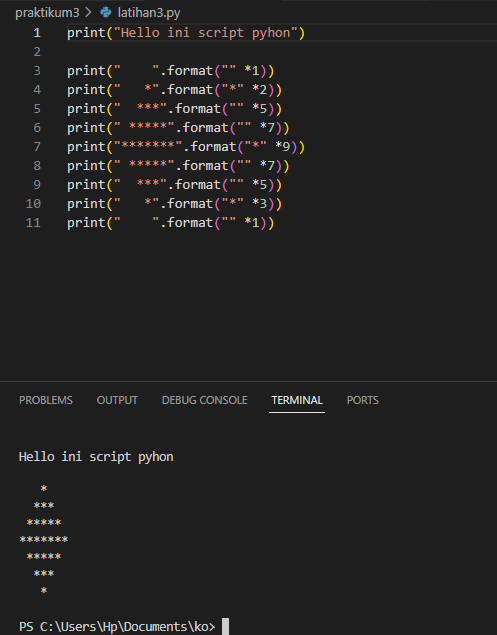 praktikum3 > latihan3.py
1 print("Hello ini script pyhon")
2
3 print("    ".format("" *1))
4 print("   *".format("*" *2))
5 print("  ***".format("" *5))
6 print(" *****".format("" *7))
7 print("*******".format("*" *9))
8 print(" *****".format("" *7))
9 print("  ***".format("" *5))
10 print("   *".format("*" *3))
11 print("    ".format("" *1))
PROBLEMS OUTPUT DEBUG CONSOLE TERMINAL PORTS
Hello ini script pyhon
   *
  ***
 *****
*******
 *****
  ***
   *
PS C:\Users\Hp\Documents\ko>